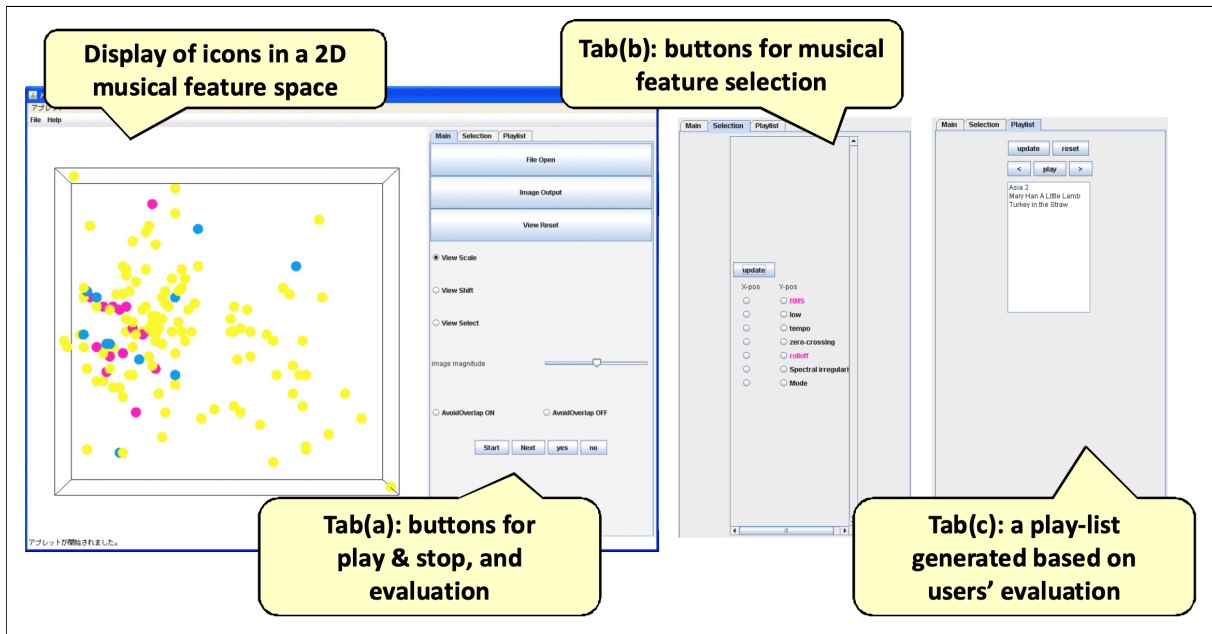 Display of icons in a 2D
musical feature space
Tab(b): buttons for musical
feature selection
アプレット
File Help
Main Selection Playlist
File Open
Image Output
View Reset
View Scale
View Shift
View Select
image magnitude
AvoidOverlap ON AvoidOverlap OFF
Start Next yes no
アプレットが開始されました。
Tab(a): buttons for
play & stop, and
evaluation
Main Selection Playlist
update
X-pos Y-pos
RMS
low
tempo
zero-crossing
rolloff
Spectral irregulari
Mode
Main Selection Playlist
update reset
< play >
Asia 2
Mary Han A Little Lamb
Turkey in the Straw
Tab(c): a play-list
generated based on
users' evaluation